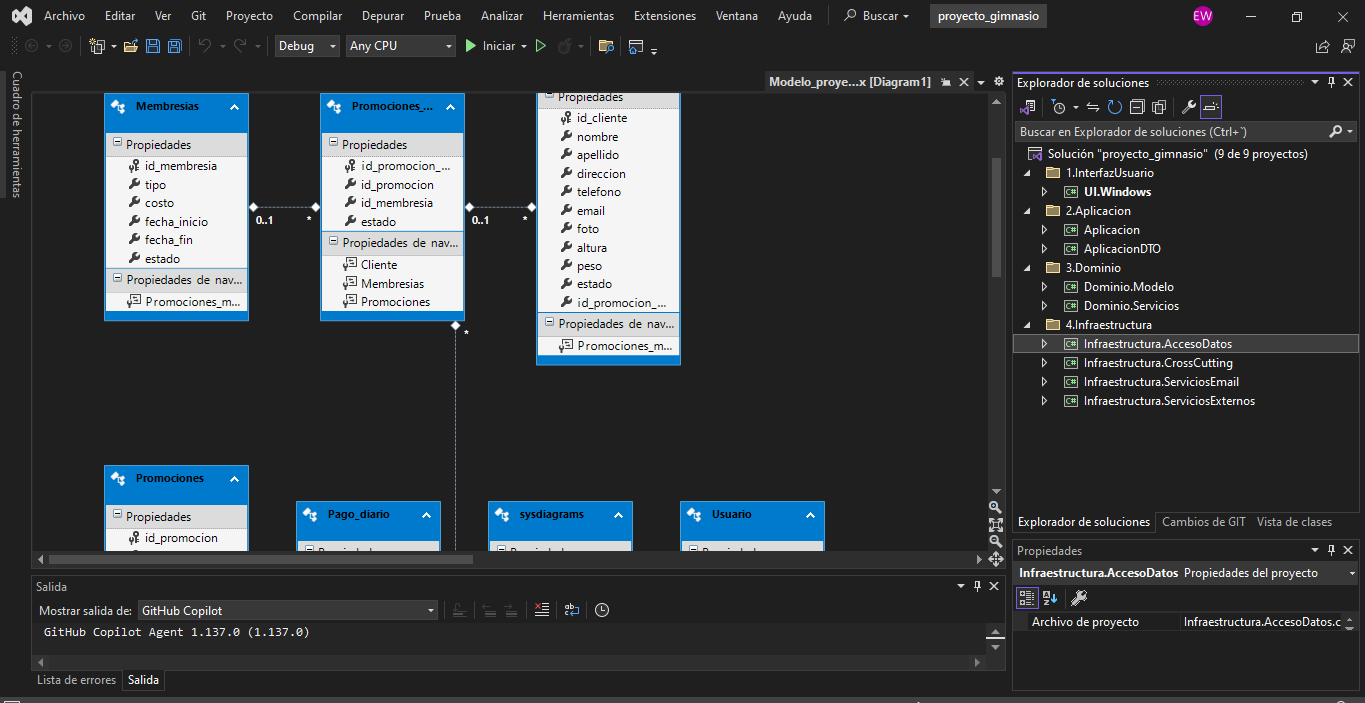 Archivo Editar Ver Git Proyecto Compilar Depurar Prueba Analizar Herramientas Extensiones Ventana Ayuda Buscar proyecto_gimnasio EW
Debug Any CPU Iniciar
Cuadro de herramientas
Modelo_proye...x [Diagram1]
Membresias
Propiedades
id_membresia
tipo
costo
fecha_inicio
fecha_fin
estado
Propiedades de nav...
Promociones_m...
0..1 *
Promociones_...
Propiedades
id_promocion_...
id_promocion
id_membresia
estado
Propiedades de nav...
Cliente
Membresias
Promociones
0..1 *
*
Propiedades
id_cliente
nombre
apellido
direccion
telefono
email
foto
altura
peso
estado
id_promocion_...
Propiedades de nav...
Promociones_m...
Promociones
Propiedades
id_promocion
Pago_diario
sysdiagrams
Usuario
Salida
Mostrar salida de: GitHub Copilot
GitHub Copilot Agent 1.137.0 (1.137.0)
Lista de errores Salida
Explorador de soluciones
Buscar en Explorador de soluciones (Ctrl+`)
Solución "proyecto_gimnasio" (9 de 9 proyectos)
1.InterfazUsuario
C# UI.Windows
2.Aplicacion
C# Aplicacion
C# AplicacionDTO
3.Dominio
C# Dominio.Modelo
C# Dominio.Servicios
4.Infraestructura
C# Infraestructura.AccesoDatos
C# Infraestructura.CrossCutting
C# Infraestructura.ServiciosEmail
C# Infraestructura.ServiciosExternos
Explorador de soluciones Cambios de GIT Vista de clases
Propiedades
Infraestructura.AccesoDatos Propiedades del proyecto
Archivo de proyecto Infraestructura.AccesoDatos.c